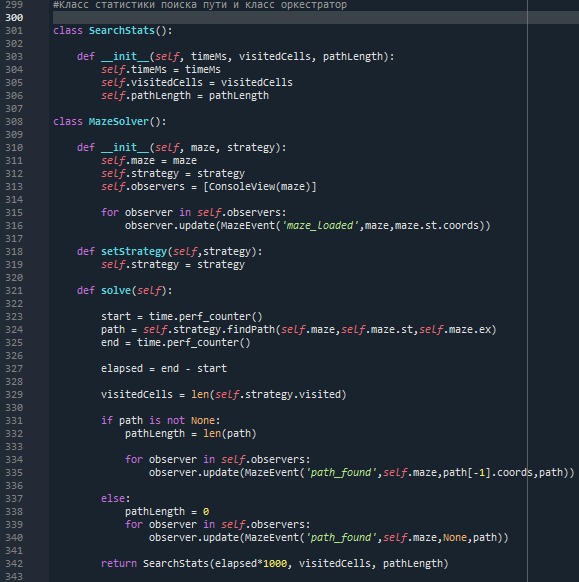 299 #Класс статистики поиска пути и класс оркестратор
300
301 class SearchStats():
302
303     def __init__(self, timeMs, visitedCells, pathLength):
304         self.timeMs = timeMs
305         self.visitedCells = visitedCells
306         self.pathLength = pathLength
307
308 class MazeSolver():
309
310     def __init__(self, maze, strategy):
311         self.maze = maze
312         self.strategy = strategy
313         self.observers = [ConsoleView(maze)]
314
315         for observer in self.observers:
316             observer.update(MazeEvent('maze_loaded',maze,maze.st.coords))
317
318     def setStrategy(self,strategy):
319         self.strategy = strategy
320
321     def solve(self):
322
323         start = time.perf_counter()
324         path = self.strategy.findPath(self.maze,self.maze.st,self.maze.ex)
325         end = time.perf_counter()
326
327         elapsed = end - start
328
329         visitedCells = len(self.strategy.visited)
330
331         if path is not None:
332             pathLength = len(path)
333
334             for observer in self.observers:
335                 observer.update(MazeEvent('path_found',self.maze,path[-1].coords,path))
336
337         else:
338             pathLength = 0
339             for observer in self.observers:
340                 observer.update(MazeEvent('path_found',self.maze,None,path))
341
342         return SearchStats(elapsed*1000, visitedCells, pathLength)
343